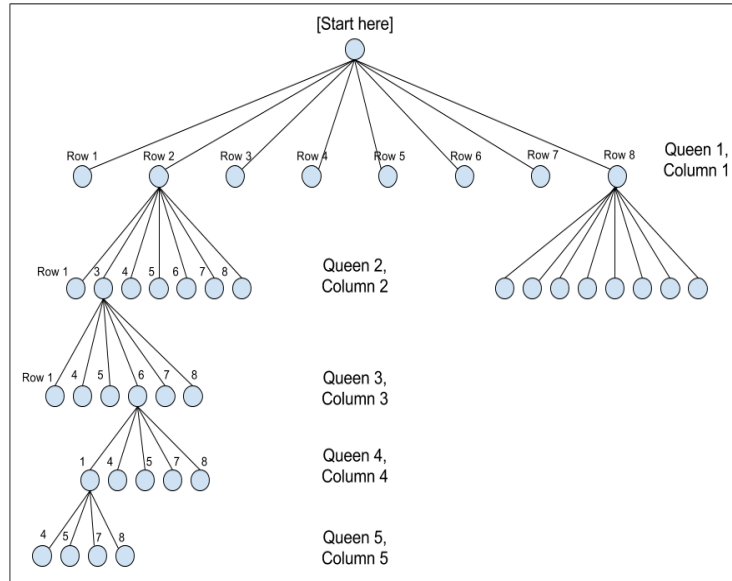 [Start here]
Row 1 Row 2 Row 3 Row 4 Row 5 Row 6 Row 7 Row 8
Queen 1,
Column 1
Row 1 3 4 5 6 7 8
Queen 2,
Column 2
Row 1 4 5 6 7 8
Queen 3,
Column 3
1 4 5 7 8
Queen 4,
Column 4
4 5 7 8
Queen 5,
Column 5